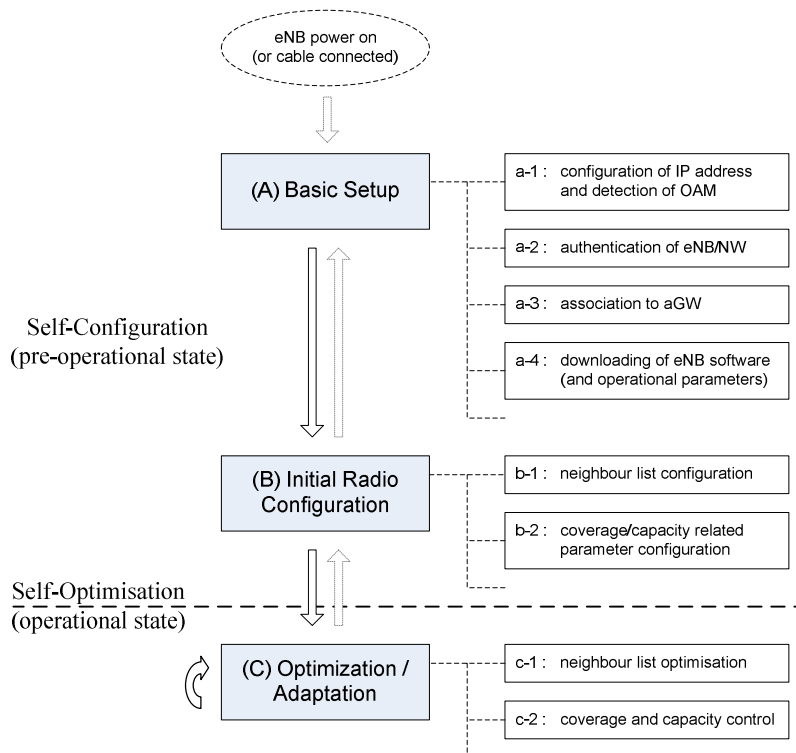 eNB power on
(or cable connected)
(A) Basic Setup
a-1 : configuration of IP address
and detection of OAM
a-2 : authentication of eNB/NW
a-3 : association to aGW
a-4 : downloading of eNB software
(and operational parameters)
Self-Configuration
(pre-operational state)
(B) Initial Radio
Configuration
b-1 : neighbour list configuration
b-2 : coverage/capacity related
parameter configuration
Self-Optimisation
(operational state)
(C) Optimization /
Adaptation
c-1 : neighbour list optimisation
c-2 : coverage and capacity control